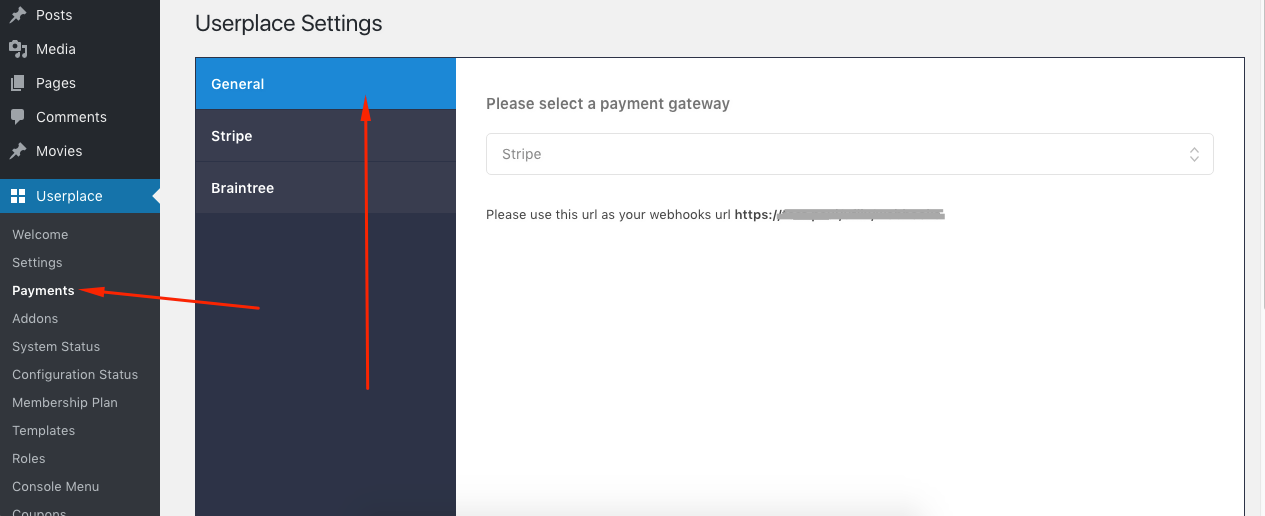 Posts
Media
Pages
Comments
Movies
Userplace
Welcome
Settings
Payments
Addons
System Status
Configuration Status
Membership Plan
Templates
Roles
Console Menu
Coupons
Userplace Settings
General
Stripe
Braintree
Please select a payment gateway
Stripe
Please use this url as your webhooks url https://